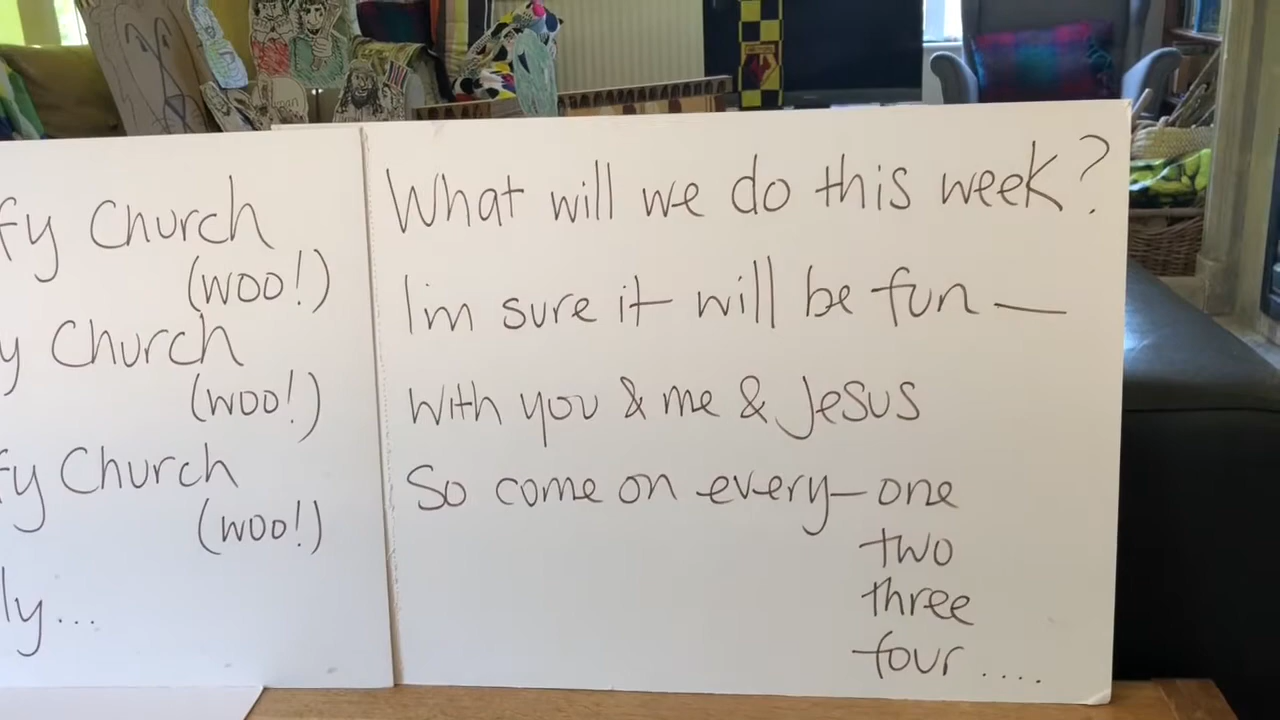 fy Church
(woo!)
y Church
(woo!)
fy Church
(woo!)
ly...
What will we do this week?
I'm sure it will be fun —
With you & me & Jesus
So come on every-one
two
three
four....